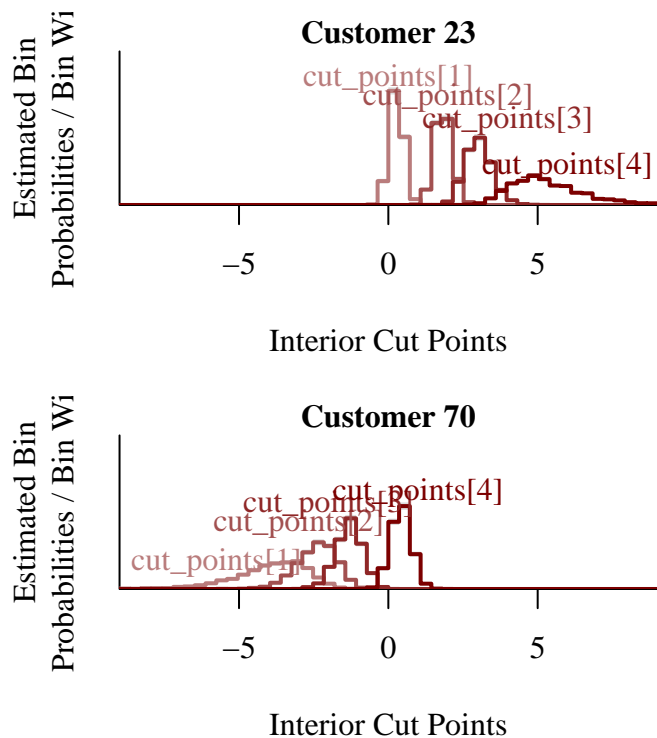 Customer 23
Estimated Bin
Probabilities / Bin Wi
cut_points[1]
cut_points[2]
cut_points[3]
cut_points[4]
−5 0 5
Interior Cut Points
Customer 70
Estimated Bin
Probabilities / Bin Wi
cut_points[4]
cut_points[3]
cut_points[2]
cut_points[1]
−5 0 5
Interior Cut Points